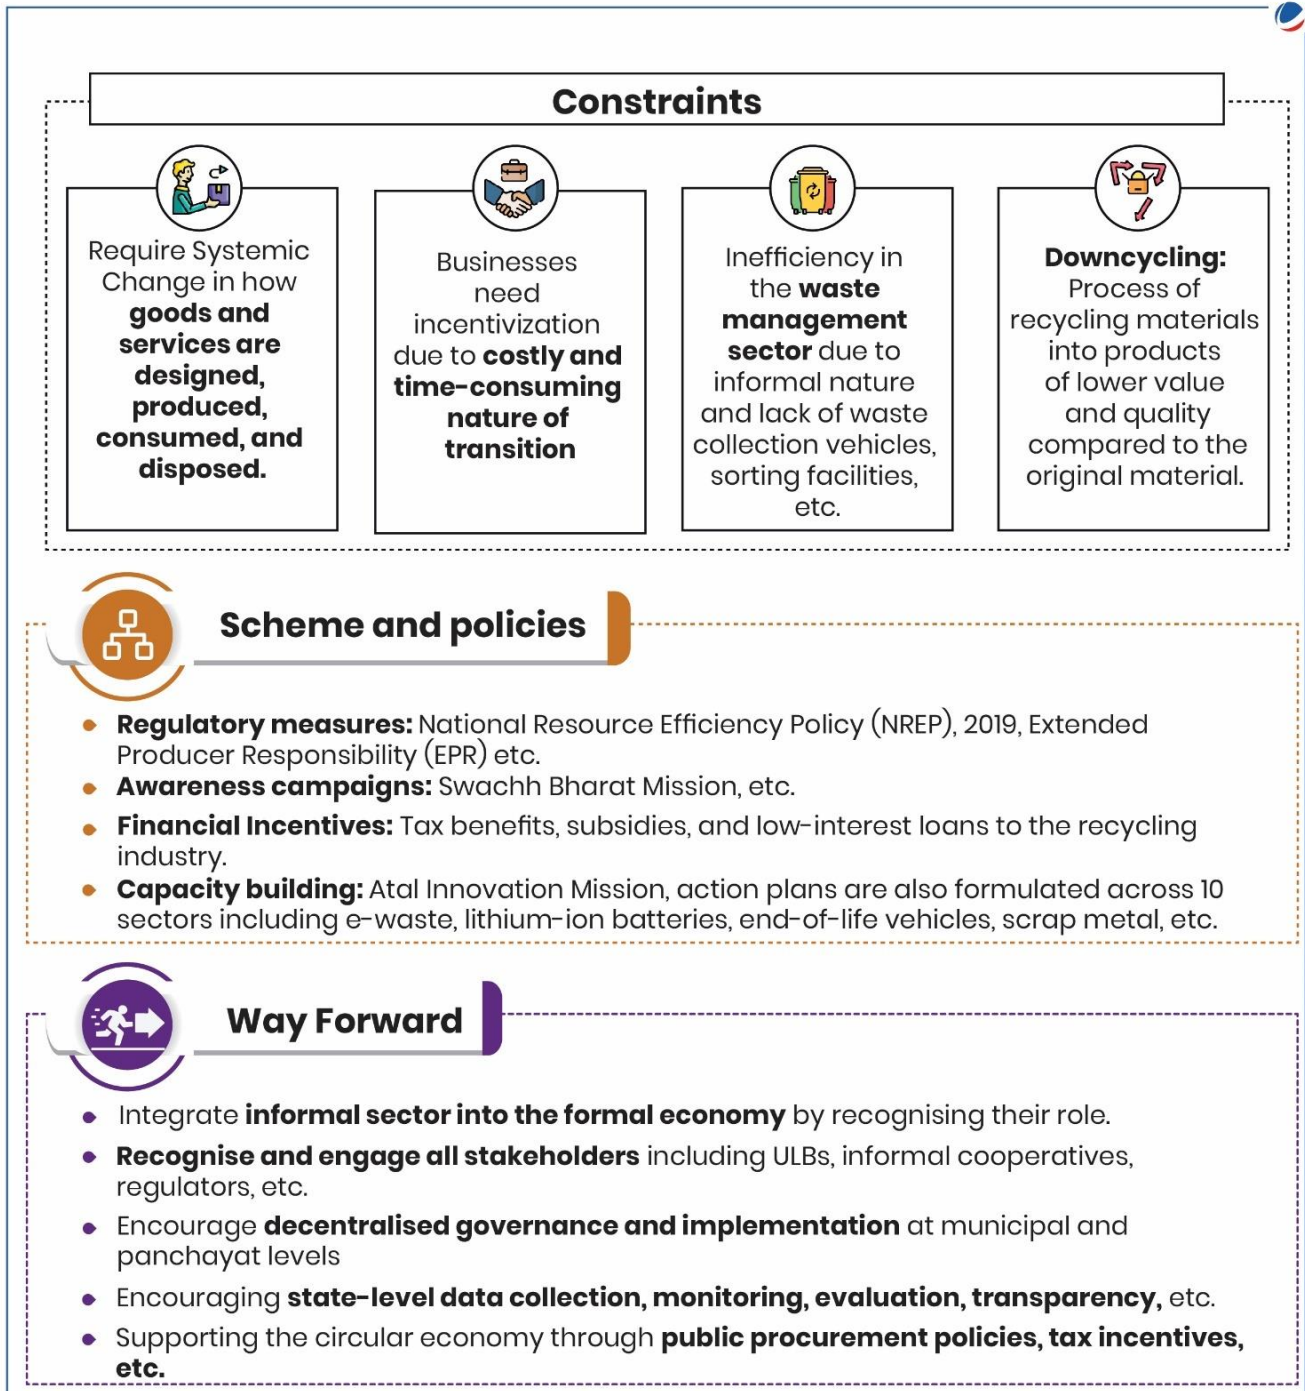 Constraints
Require Systemic
Change in how
goods and
services are
designed,
produced,
consumed, and
disposed.
Businesses
need
incentivization
due to costly and
time-consuming
nature of
transition
Inefficiency in
the waste
management
sector due to
informal nature
and lack of waste
collection vehicles,
sorting facilities,
etc.
Downcycling:
Process of
recycling materials
into products
of lower value
and quality
compared to the
original material.
Scheme and policies
Regulatory measures: National Resource Efficiency Policy (NREP), 2019, Extended
Producer Responsibility (EPR) etc.
Awareness campaigns: Swachh Bharat Mission, etc.
Financial Incentives: Tax benefits, subsidies, and low-interest loans to the recycling
industry.
Capacity building: Atal Innovation Mission, action plans are also formulated across 10
sectors including e-waste, lithium-ion batteries, end-of-life vehicles, scrap metal, etc.
Way Forward
Integrate informal sector into the formal economy by recognising their role.
Recognise and engage all stakeholders including ULBs, informal cooperatives,
regulators, etc.
Encourage decentralised governance and implementation at municipal and
panchayat levels
Encouraging state-level data collection, monitoring, evaluation, transparency, etc.
Supporting the circular economy through public procurement policies, tax incentives,
etc.